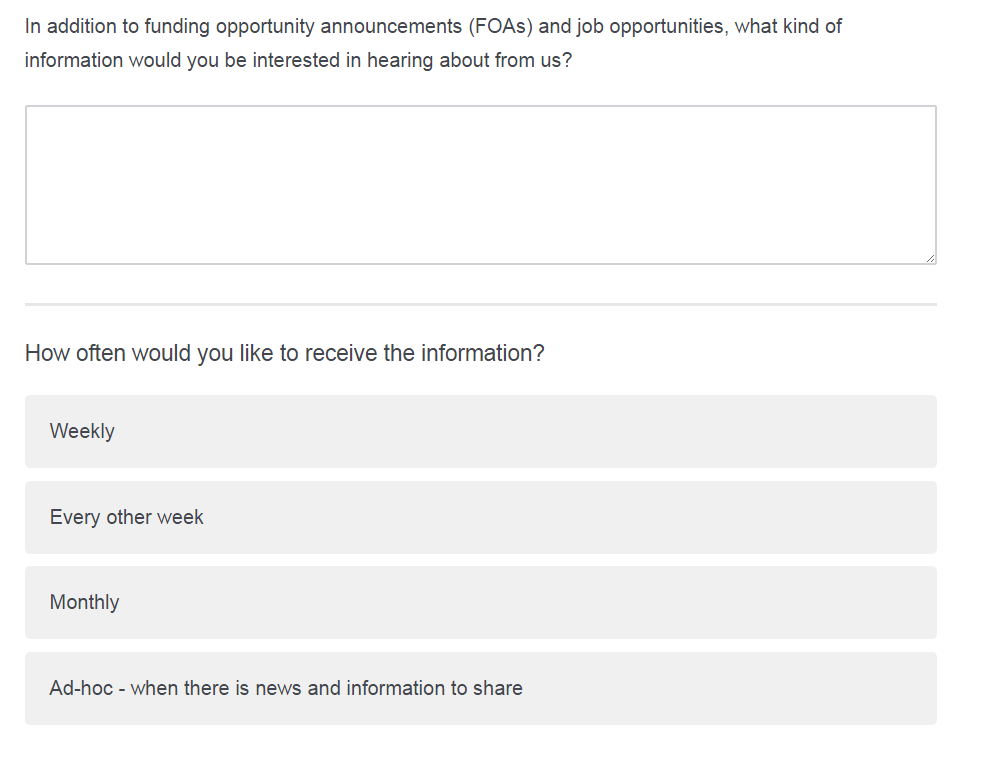 In addition to funding opportunity announcements (FOAs) and job opportunities, what kind of
information would you be interested in hearing about from us?
How often would you like to receive the information?
Weekly
Every other week
Monthly
Ad-hoc - when there is news and information to share